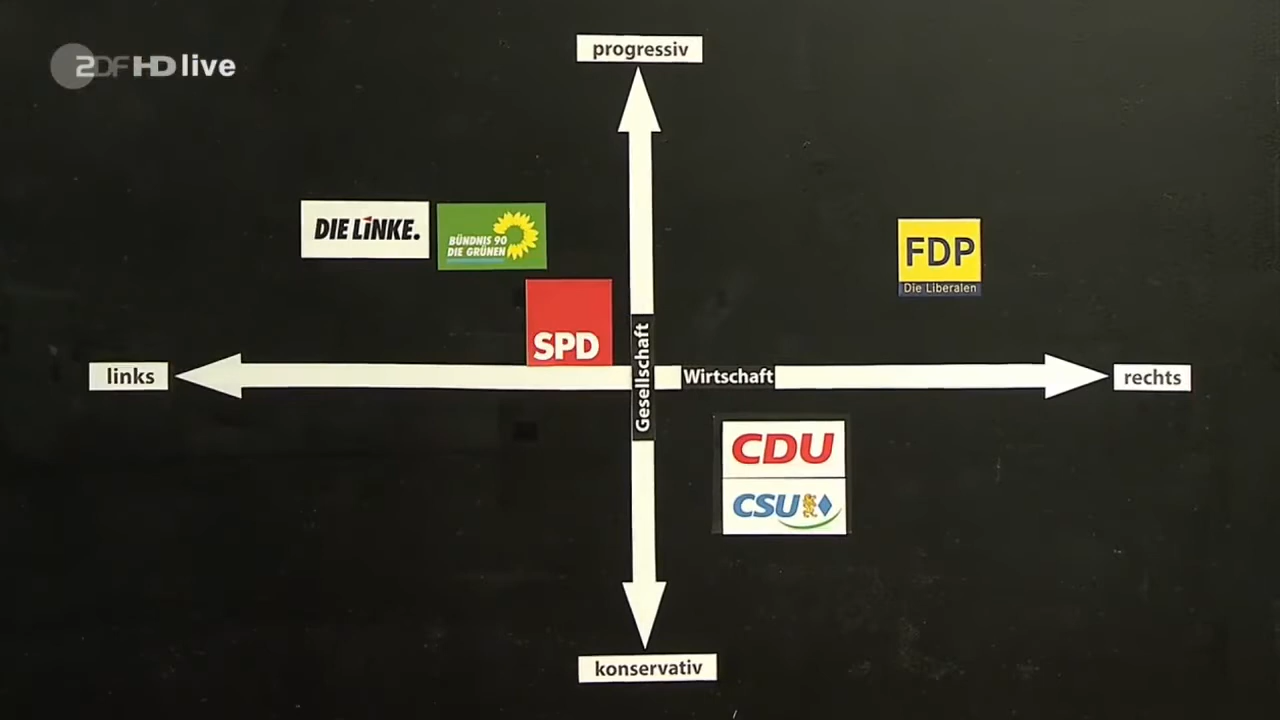 progressiv
2DF HD live
DIE LINKE.
BÜNDNIS 90
DIE GRÜNEN
FDP
Die Liberalen
SPD
Gesellschaft
links
Wirtschaft
rechts
CDU
CSU
konservativ